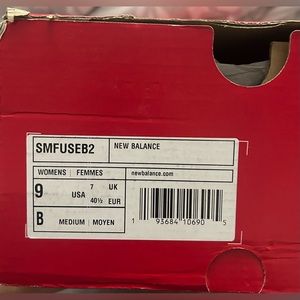 SMFUSEB2 NEW BALANCE
WOMENS FEMMES newbalance.com
9 USA 7 UK
40½ EUR
B MEDIUM MOYEN
1 93684 10690 5